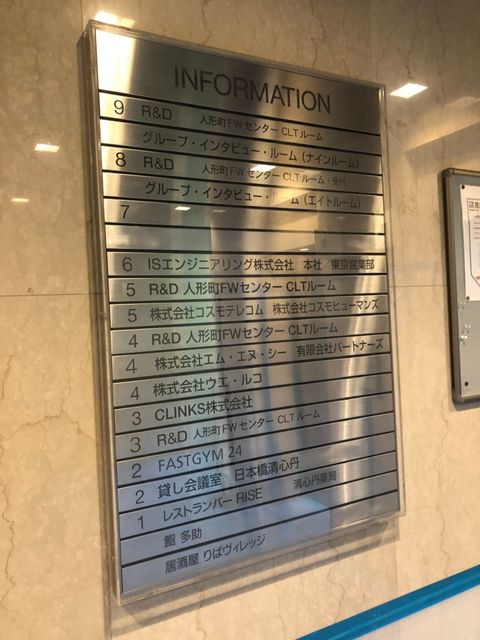 INFORMATION
9 R&D 人形町FWセンター CLTルーム
グループ・インタビュー・ルーム(ナインルーム)
8 R&D 人形町FWセンター CLTルーム・受付
グループ・インタビュー・ルーム(エイトルーム)
7
6 ISエンジニアリング株式会社 本社 東京営業部
5 R&D 人形町FWセンター CLTルーム
5 株式会社コスモテレコム 株式会社コスモヒューマンズ
4 R&D 人形町FWセンター CLTルーム
4 株式会社エム・エヌ・シー 有限会社パートナーズ
4 株式会社ウエ・ルコ
3 CLINKS株式会社
3 R&D 人形町FWセンター CLTルーム
2 FASTGYM 24
2 貸し会議室 日本橋清心丹
1 レストランバー RISE 清心丹薬局
鮨 多助
居酒屋 りばヴィレッジ